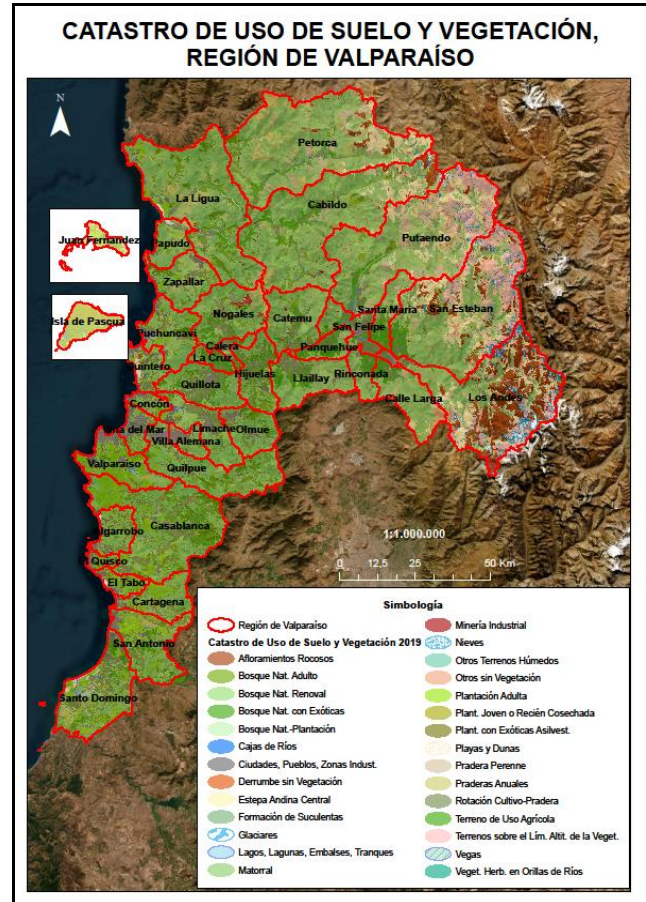 CATASTRO DE USO DE SUELO Y VEGETACIÓN,
REGIÓN DE VALPARAÍSO
N
Petorca
La Ligua
Cabildo
Juan Fernandez
Papudo
Putaendo
Zapallar
Isla de Pascua
Nogales
Catemu
Santa Maria
San Esteban
Puchuncaví
San Felipe
Calera
Panquehue
La Cruz
Quintero
Hijuelas
Llaillay
Rinconada
Quillota
Calle Larga
Los Andes
Concón
Limache
Olmue
del Mar
Villa Alemana
Valparaíso
Quilpue
Casablanca
1:1.000.000
0 12,5 25 50 Km
El Quisco
El Tabo
Cartagena
San Antonio
Santo Domingo
Simbología
Región de Valparaíso
Catastro de Uso de Suelo y Vegetación 2019
Afloramientos Rocosos
Bosque Nat. Adulto
Bosque Nat. Renoval
Bosque Nat. con Exóticas
Bosque Nat.-Plantación
Cajas de Ríos
Ciudades, Pueblos, Zonas Indust.
Derrumbe sin Vegetación
Estepa Andina Central
Formación de Suculentas
Glaciares
Lagos, Lagunas, Embalses, Tranques
Matorral
Minería Industrial
Nieves
Otros Terrenos Húmedos
Otros sin Vegetación
Plantación Adulta
Plant. Joven o Recién Cosechada
Plant. con Exóticas Asilvest.
Playas y Dunas
Pradera Perenne
Praderas Anuales
Rotación Cultivo-Pradera
Terreno de Uso Agrícola
Terrenos sobre el Lím. Altit. de la Veget.
Vegas
Veget. Herb. en Orillas de Ríos